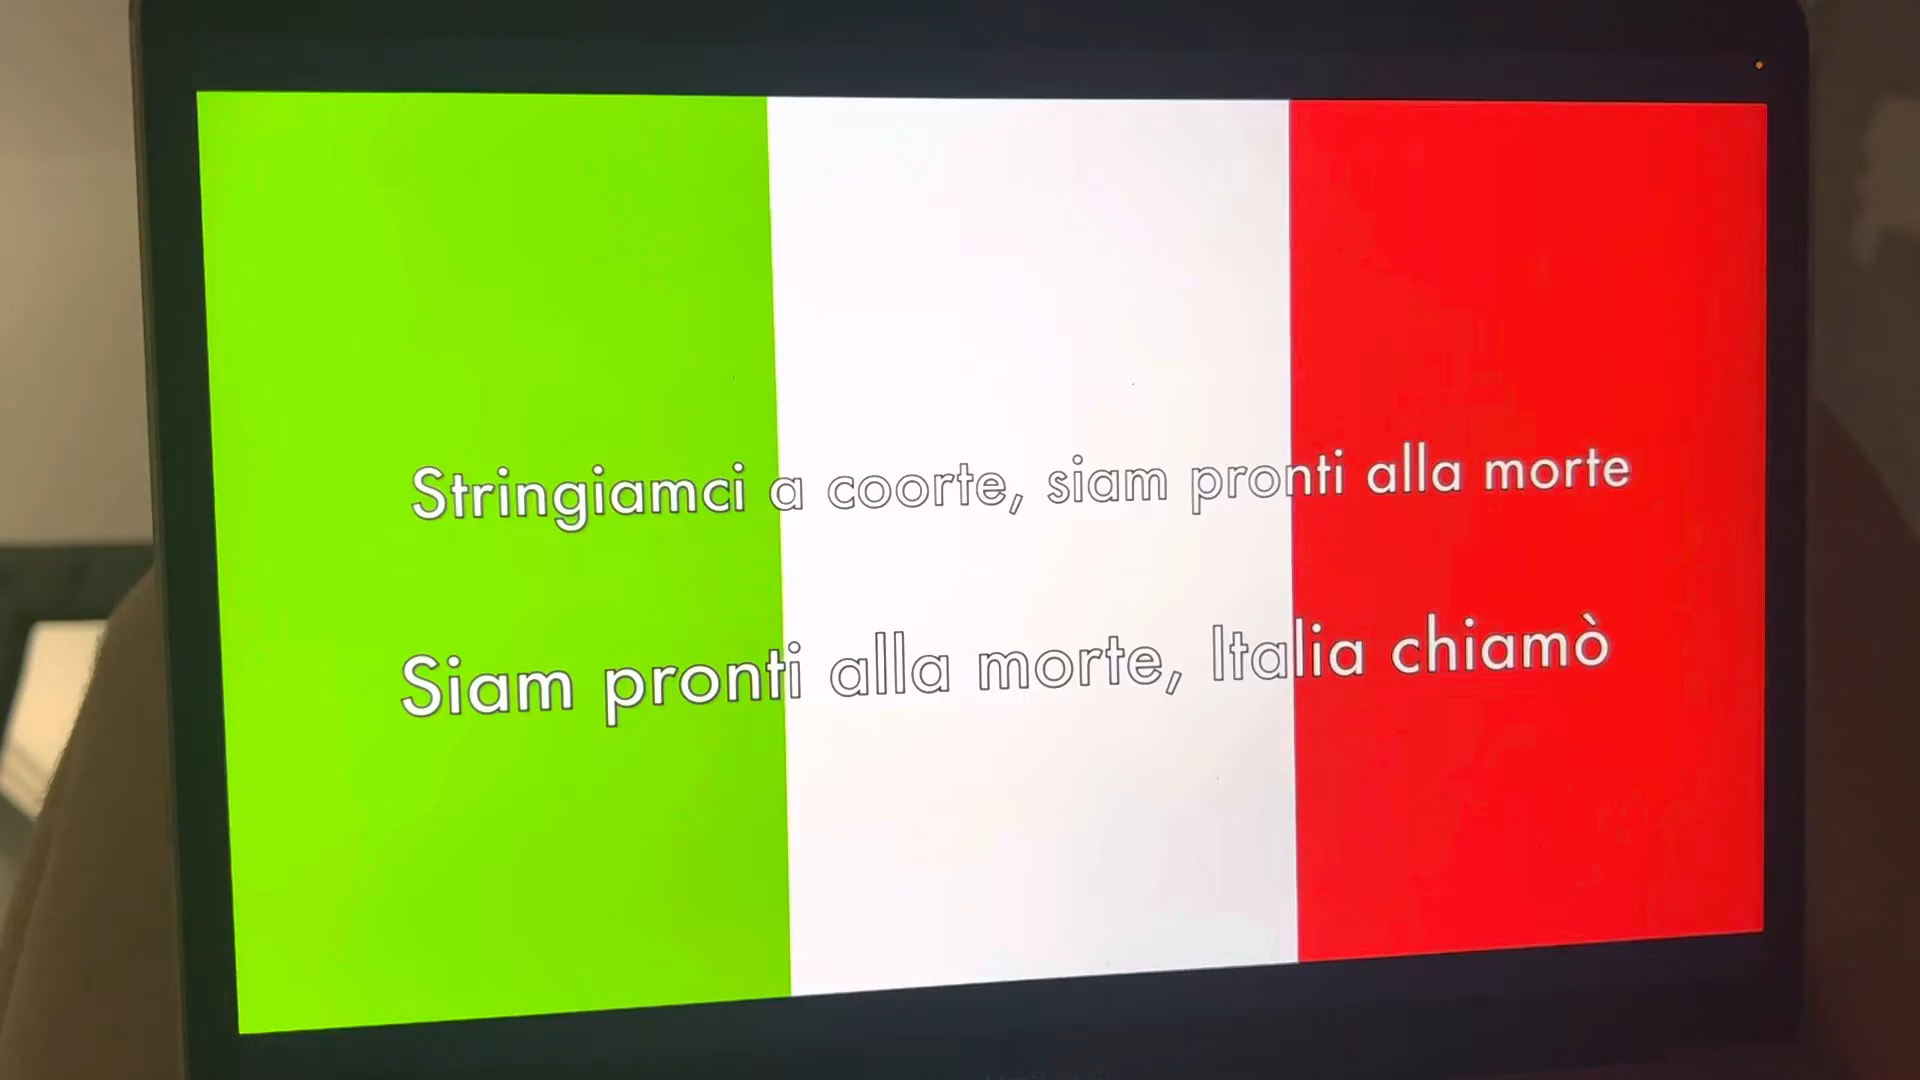 Stringiamci a coorte, siam pronti alla morte
Siam pronti alla morte, Italia chiamò